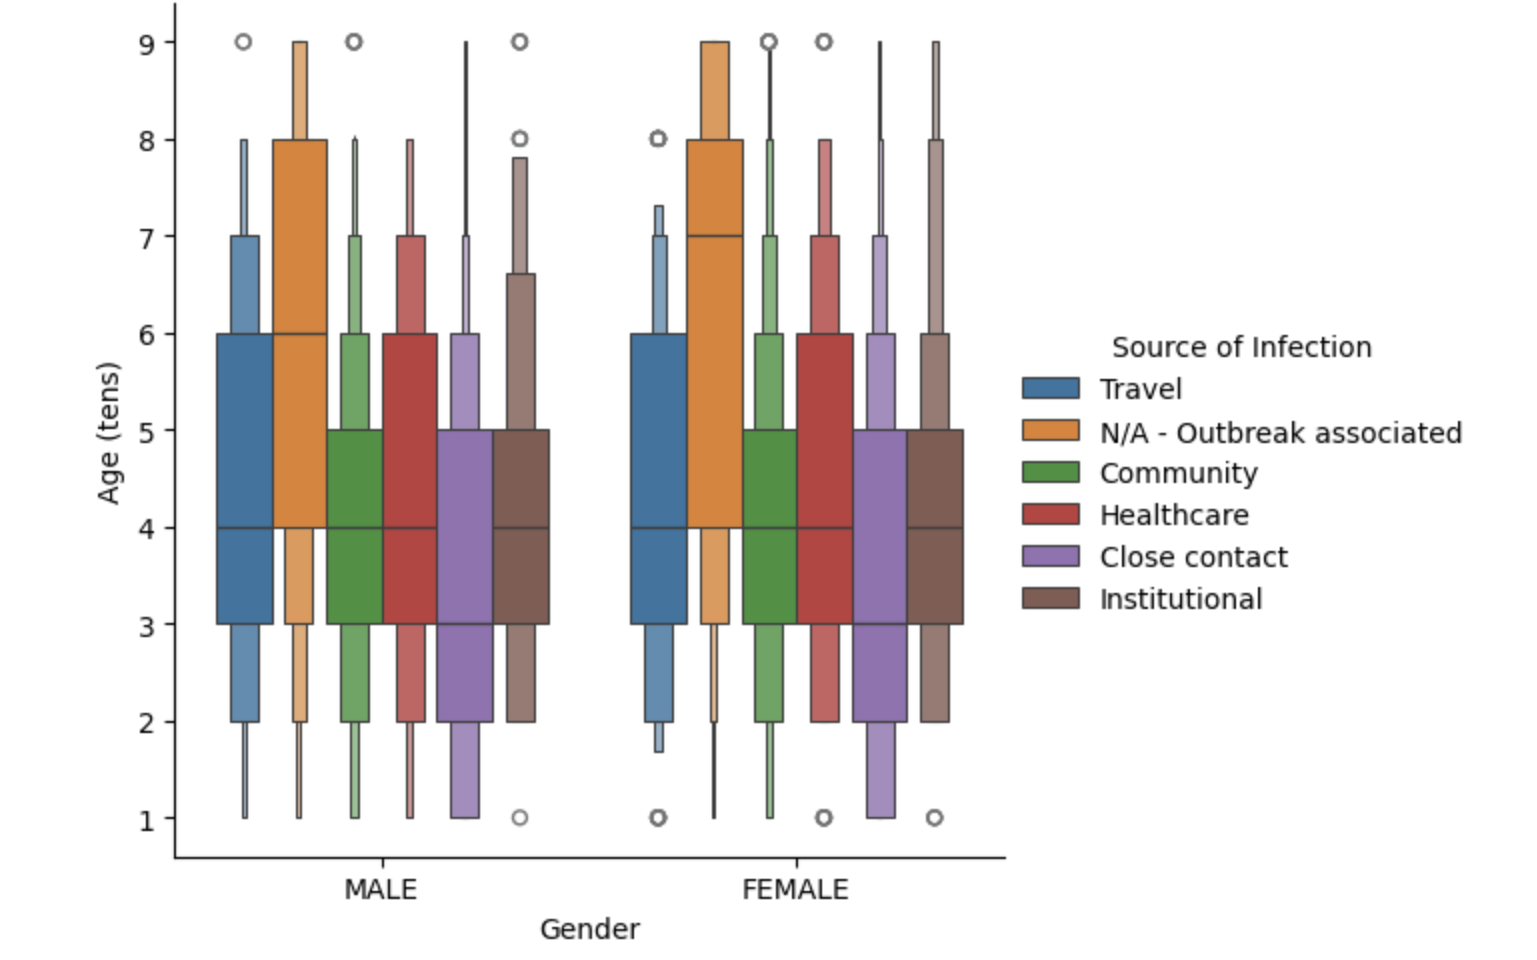 9
8
7
6
5
4
3
2
1
Age (tens)
MALE
FEMALE
Gender
Source of Infection
Travel
N/A - Outbreak associated
Community
Healthcare
Close contact
Institutional